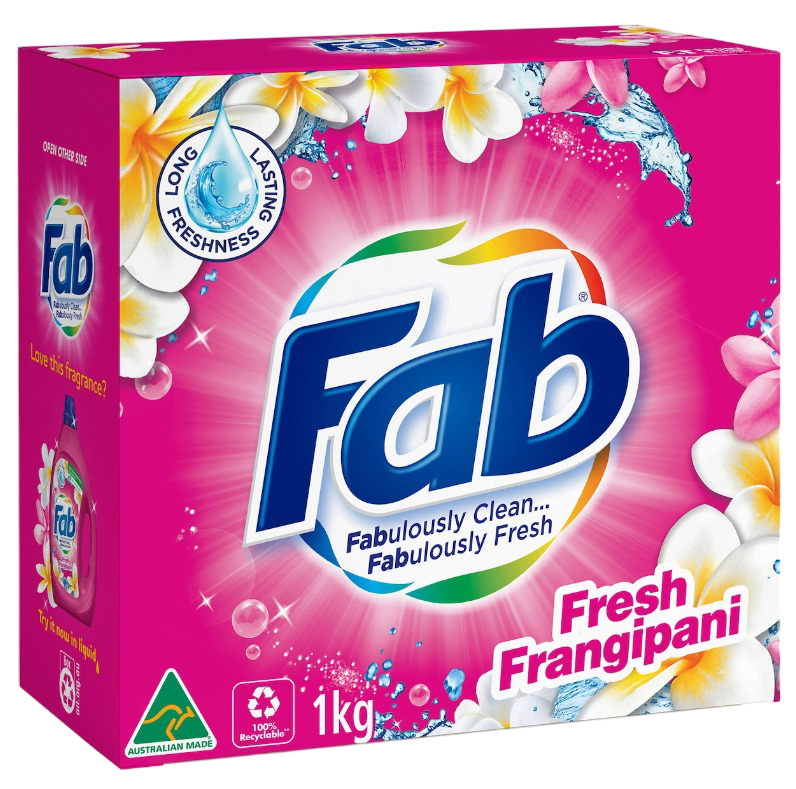 Fab
OPEN OTHER SIDE
Fab
Fabulously Clean...
Fabulously Fresh
Love this fragrance?
Fab
Try it now in liquid
LONG LASTING
FRESHNESS
Fab®
Fabulously Clean...
Fabulously Fresh
Fresh
Frangipani
AUSTRALIAN MADE
100%
Recyclable**
1kg